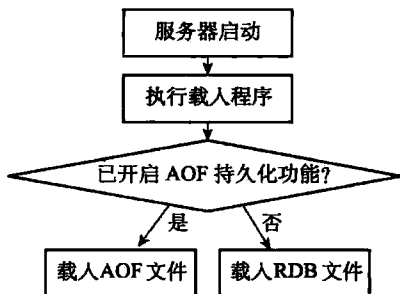 服务器启动
执行载入程序
已开启 AOF 持久化功能?
是
否
载入AOF 文件
载入RDB 文件